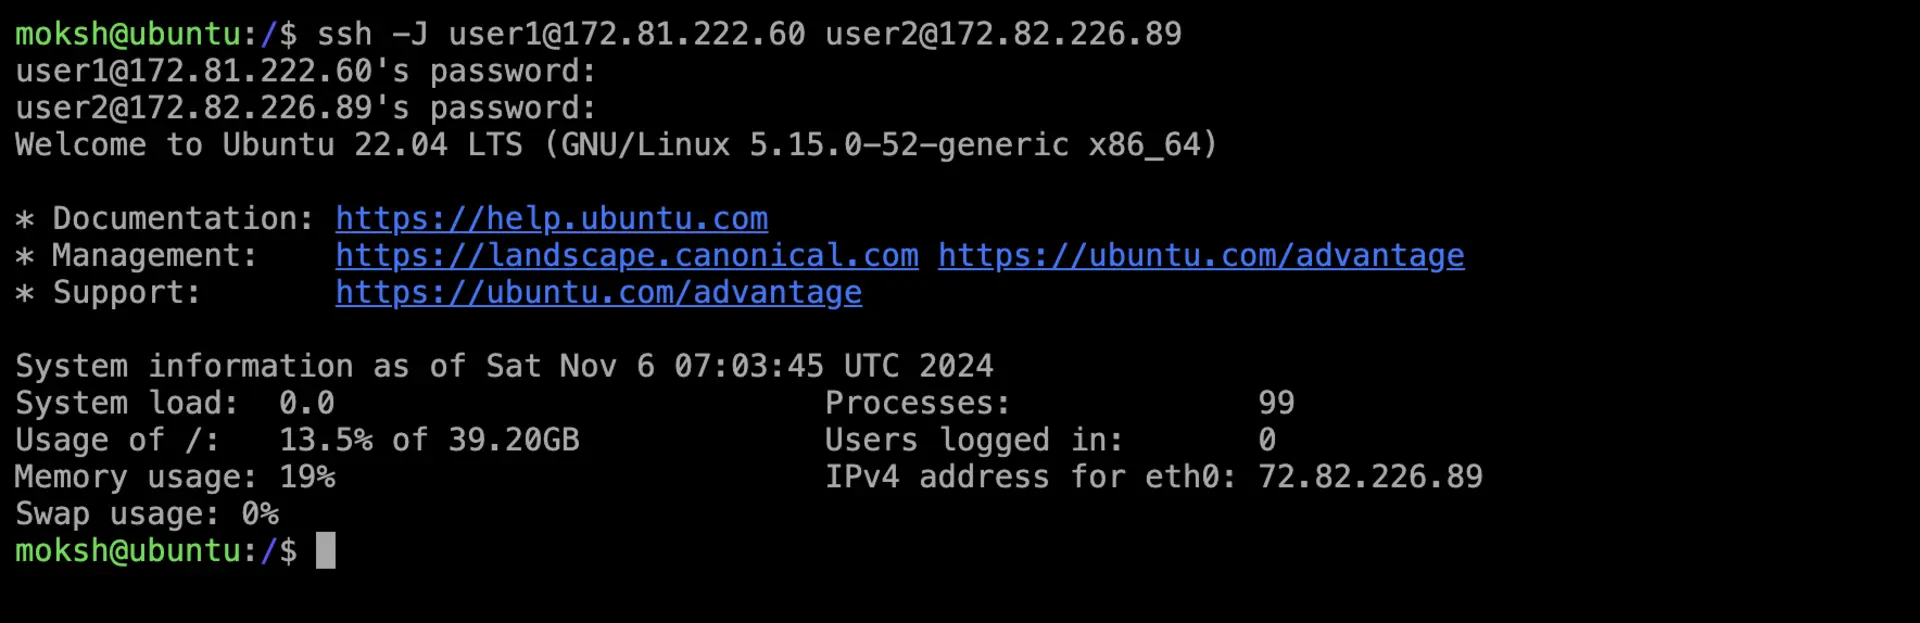 moksh@ubuntu:/$ ssh -J user1@172.81.222.60 user2@172.82.226.89
user1@172.81.222.60's password:
user2@172.82.226.89's password:
Welcome to Ubuntu 22.04 LTS (GNU/Linux 5.15.0-52-generic x86_64)
* Documentation: https://help.ubuntu.com
* Management: https://landscape.canonical.com https://ubuntu.com/advantage
* Support: https://ubuntu.com/advantage
System information as of Sat Nov 6 07:03:45 UTC 2024
System load: 0.0 Processes: 99
Usage of /: 13.5% of 39.20GB Users logged in: 0
Memory usage: 19% IPv4 address for eth0: 72.82.226.89
Swap usage: 0%
moksh@ubuntu:/$